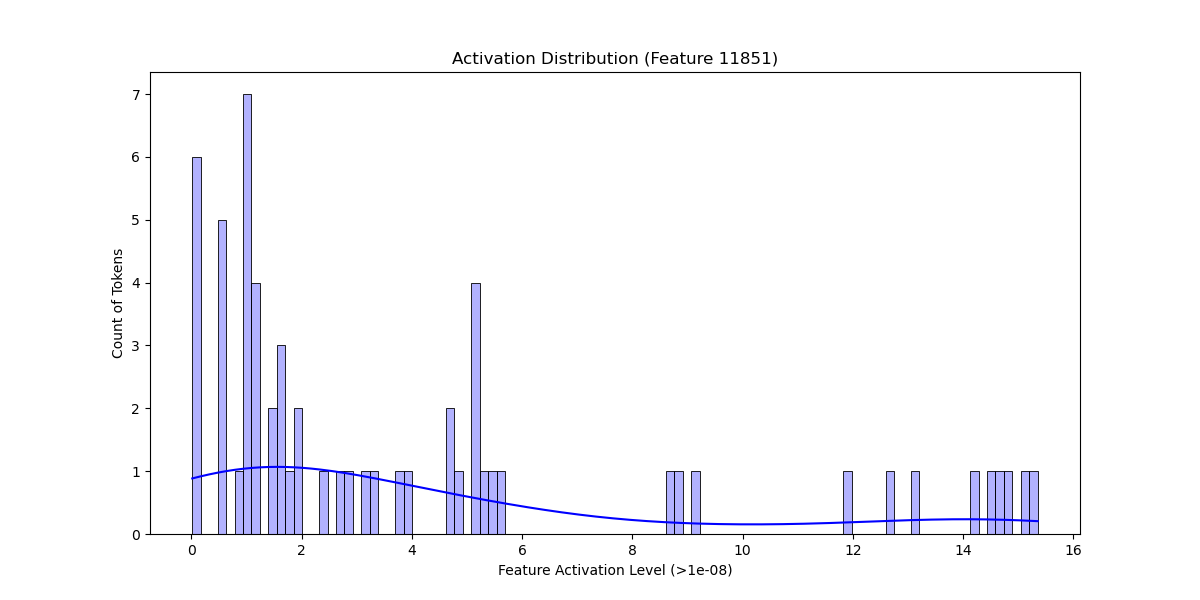 Activation Distribution (Feature 11851)
7
6
5
4
3
2
1
0
Count of Tokens
0 2 4 6 8 10 12 14 16
Feature Activation Level (>1e-08)